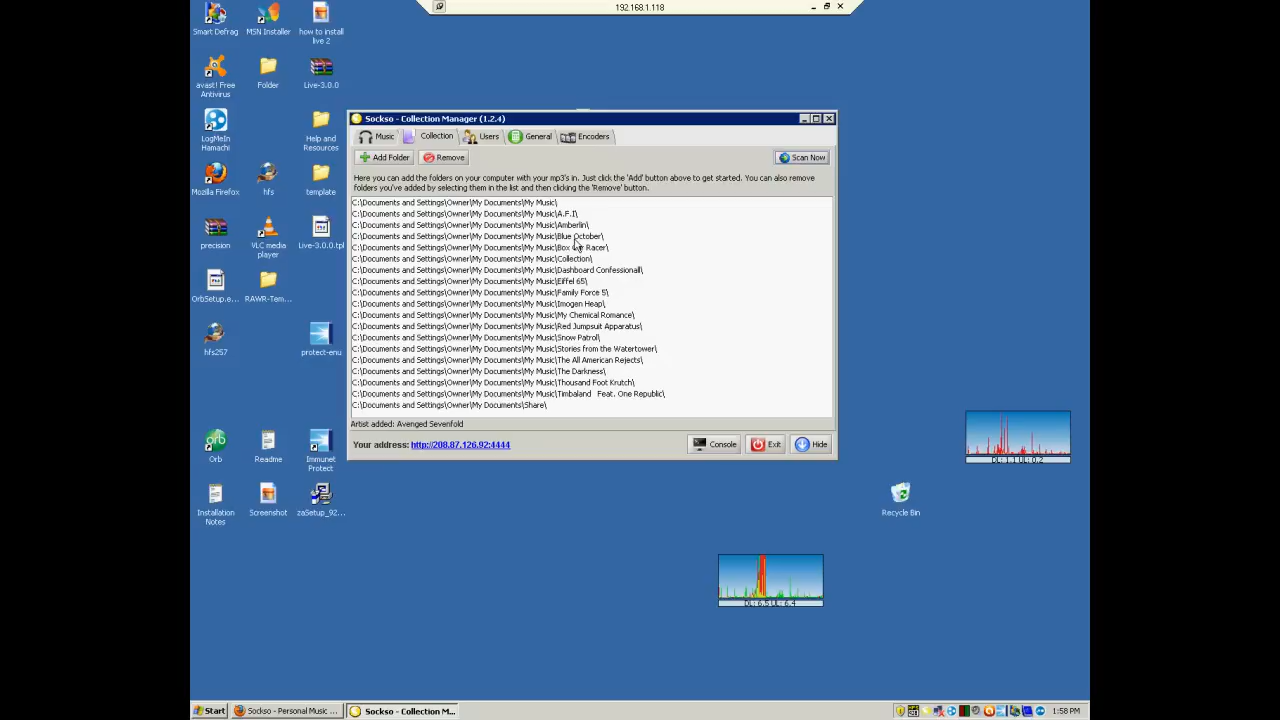 192.168.1.118
Smart Defrag
MSN Installer
how to install
live 2
avast! Free
Antivirus
Folder
Live-3.0.0
LogMeIn
Hamachi
Help and
Resources
Mozilla Firefox
hfs
template
precision
VLC media
player
Live-3.0.0.tpl
OrbSetup.e...
RAWR-Tem...
hfs257
protect-enu
Orb
Readme
Immunet
Protect
Installation
Notes
Screenshot
zaSetup_92...
Sockso - Collection Manager (1.2.4)
Music
Collection
Users
General
Encoders
Add Folder
Remove
Scan Now
Here you can add the folders on your computer with your mp3's in. Just click the 'Add' button above to get started. You can also remove
folders you've added by selecting them in the list and then clicking the 'Remove' button.
C:\Documents and Settings\Owner\My Documents\My Music\
C:\Documents and Settings\Owner\My Documents\My Music\A.F.I\
C:\Documents and Settings\Owner\My Documents\My Music\Amberlin\
C:\Documents and Settings\Owner\My Documents\My Music\Blue October\
C:\Documents and Settings\Owner\My Documents\My Music\Box Car Racer\
C:\Documents and Settings\Owner\My Documents\My Music\Collection\
C:\Documents and Settings\Owner\My Documents\My Music\Dashboard Confessionall\
C:\Documents and Settings\Owner\My Documents\My Music\Eiffel 65\
C:\Documents and Settings\Owner\My Documents\My Music\Family Force 5\
C:\Documents and Settings\Owner\My Documents\My Music\Imogen Heap\
C:\Documents and Settings\Owner\My Documents\My Music\My Chemical Romance\
C:\Documents and Settings\Owner\My Documents\My Music\Red Jumpsuit Apparatus\
C:\Documents and Settings\Owner\My Documents\My Music\Snow Patrol\
C:\Documents and Settings\Owner\My Documents\My Music\Stories from the Watertower\
C:\Documents and Settings\Owner\My Documents\My Music\The All American Rejects\
C:\Documents and Settings\Owner\My Documents\My Music\The Darkness\
C:\Documents and Settings\Owner\My Documents\My Music\Thousand Foot Krutch\
C:\Documents and Settings\Owner\My Documents\My Music\Timbaland Feat. One Republic\
C:\Documents and Settings\Owner\My Documents\Share\
Artist added: Avenged Sevenfold
Your address: http://208.87.126.92:4444
Console
Exit
Hide
DL: 1.1 UL: 0.2
Recycle Bin
DL: 6.5 UL: 6.4
Start
Sockso - Personal Music ...
Sockso - Collection M...
1:58 PM